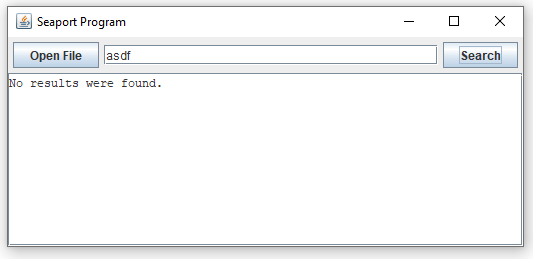 Seaport Program
Open File asdf Search
No results were found.